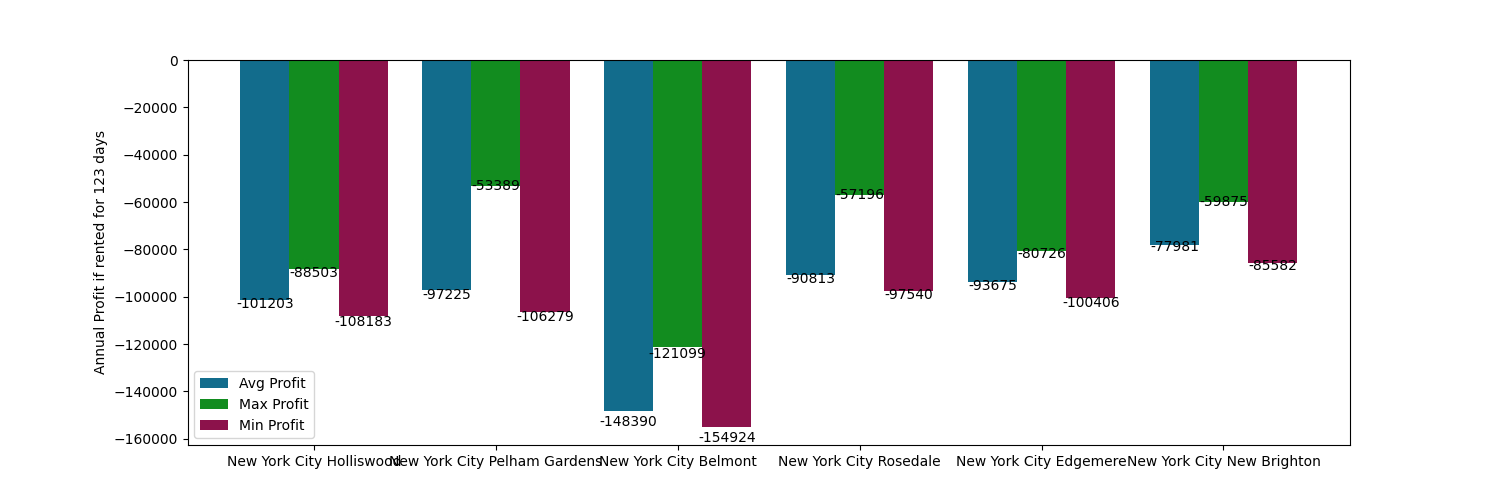 Annual Profit if rented for 123 days
0
−20000
−40000
−60000
−80000
−100000
−120000
−140000
−160000
-101203
-88503
-108183
-97225
-53389
-106279
-148390
-121099
-154924
-90813
-57196
-97540
-93675
-80726
-100406
-77981
-59875
-85582
Avg Profit
Max Profit
Min Profit
New York City Holliswood
New York City Pelham Gardens
New York City Belmont
New York City Rosedale
New York City Edgemere
New York City New Brighton